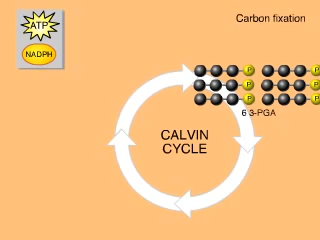 Carbon fixation
ATP
NADPH
P P
P P
P P
6 3-PGA
CALVIN
CYCLE